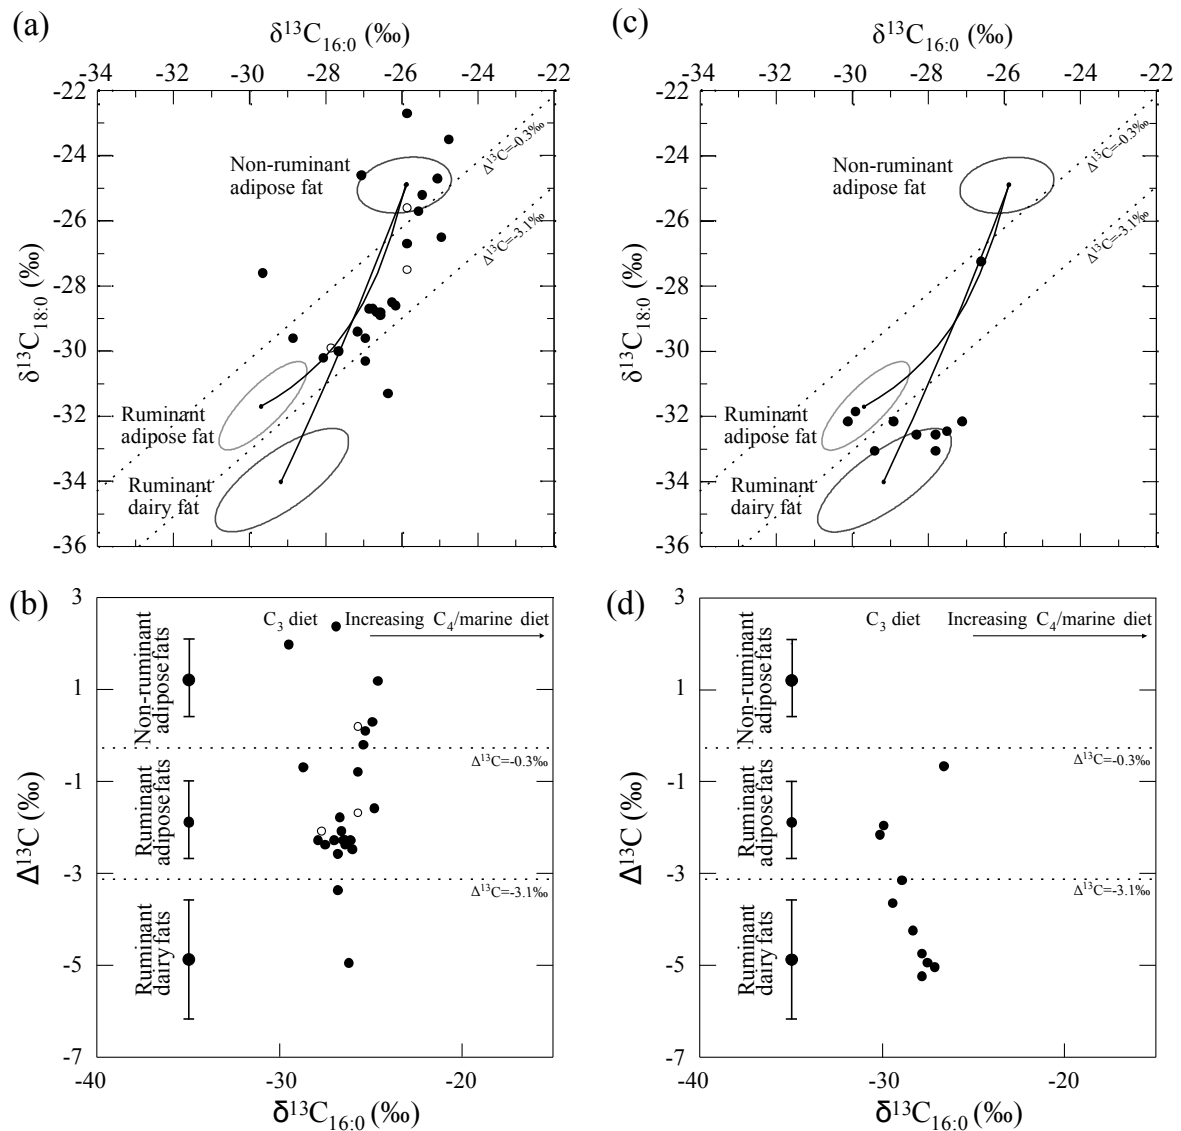 (a)
δ¹³C₁₆:₀ (‰)
-34 -32 -30 -28 -26 -24 -22
-22
-24
-26
-28
-30
-32
-34
-36
δ¹³C₁₈:₀ (‰)
Non-ruminant
adipose fat
Δ¹³C=-0.3‰
Δ¹³C=-3.1‰
Ruminant
adipose fat
Ruminant
dairy fat
(c)
δ¹³C₁₆:₀ (‰)
-34 -32 -30 -28 -26 -24 -22
-22
-24
-26
-28
-30
-32
-34
-36
δ¹³C₁₈:₀ (‰)
Non-ruminant
adipose fat
Δ¹³C=-0.3‰
Δ¹³C=-3.1‰
Ruminant
adipose fat
Ruminant
dairy fat
(b)
3
1
-1
-3
-5
-7
Δ¹³C (‰)
C₃ diet Increasing C₄/marine diet
Non-ruminant
adipose fats
Δ¹³C=-0.3‰
Ruminant
adipose fats
Δ¹³C=-3.1‰
Ruminant
dairy fats
-40 -30 -20
δ¹³C₁₆:₀ (‰)
(d)
3
1
-1
-3
-5
-7
Δ¹³C (‰)
C₃ diet Increasing C₄/marine diet
Non-ruminant
adipose fats
Δ¹³C=-0.3‰
Ruminant
adipose fats
Δ¹³C=-3.1‰
Ruminant
dairy fats
-40 -30 -20
δ¹³C₁₆:₀ (‰)